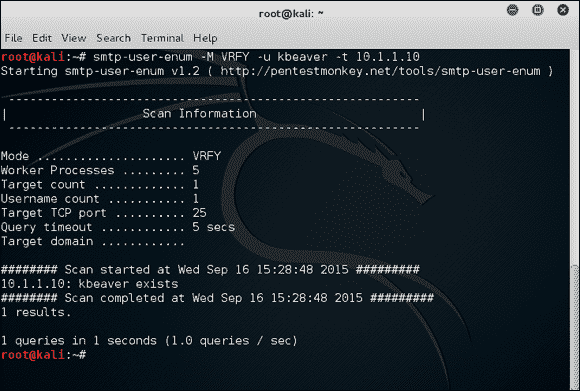 root@kali: ~
File Edit View Search Terminal Help
root@kali:~# smtp-user-enum -M VRFY -u kbeaver -t 10.1.1.10
Starting smtp-user-enum v1.2 ( http://pentestmonkey.net/tools/smtp-user-enum )
----------------------------------------------------------
| Scan Information |
----------------------------------------------------------
Mode ..................... VRFY
Worker Processes ......... 5
Target count ............. 1
Username count ........... 1
Target TCP port .......... 25
Query timeout ............ 5 secs
Target domain ............
######## Scan started at Wed Sep 16 15:28:48 2015 #########
10.1.1.10: kbeaver exists
######## Scan completed at Wed Sep 16 15:28:48 2015 #########
1 results.
1 queries in 1 seconds (1.0 queries / sec)
root@kali:~#